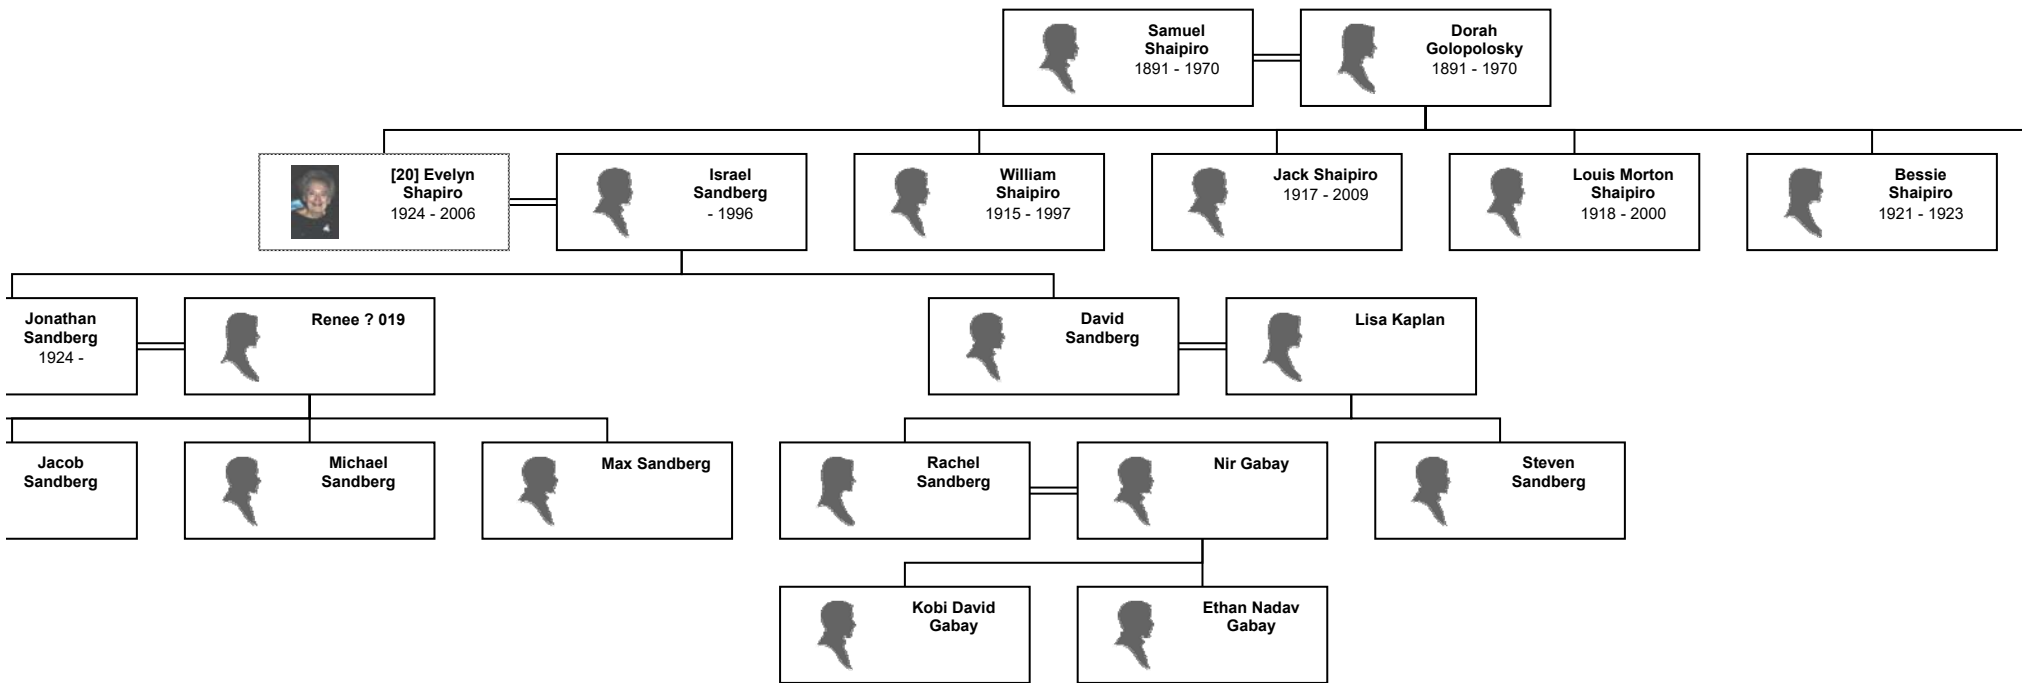 Samuel
Shaipiro
1891 - 1970
Dorah
Golopolosky
1891 - 1970
[20] Evelyn
Shapiro
1924 - 2006
Israel
Sandberg
- 1996
William
Shaipiro
1915 - 1997
Jack Shaipiro
1917 - 2009
Louis Morton
Shaipiro
1918 - 2000
Bessie
Shaipiro
1921 - 1923
Jonathan
Sandberg
1924 -
Renee ? 019
David
Sandberg
Lisa Kaplan
Jacob
Sandberg
Michael
Sandberg
Max Sandberg
Rachel
Sandberg
Nir Gabay
Steven
Sandberg
Kobi David
Gabay
Ethan Nadav
Gabay